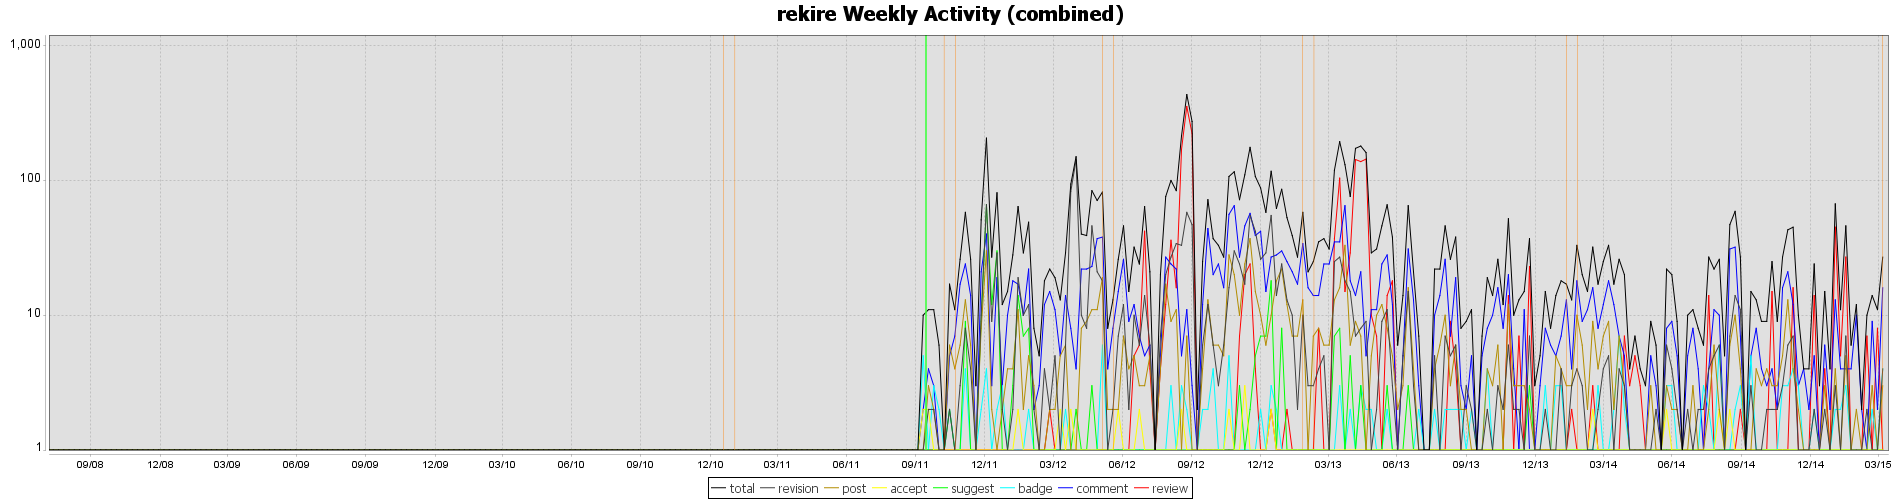 rekire Weekly Activity (combined)
1,000
100
10
1
09/08 12/08 03/09 06/09 09/09 12/09 03/10 06/10 09/10 12/10 03/11 06/11 09/11 12/11 03/12 06/12 09/12 12/12 03/13 06/13 09/13 12/13 03/14 06/14 09/14 12/14 03/15
total revision post accept suggest badge comment review